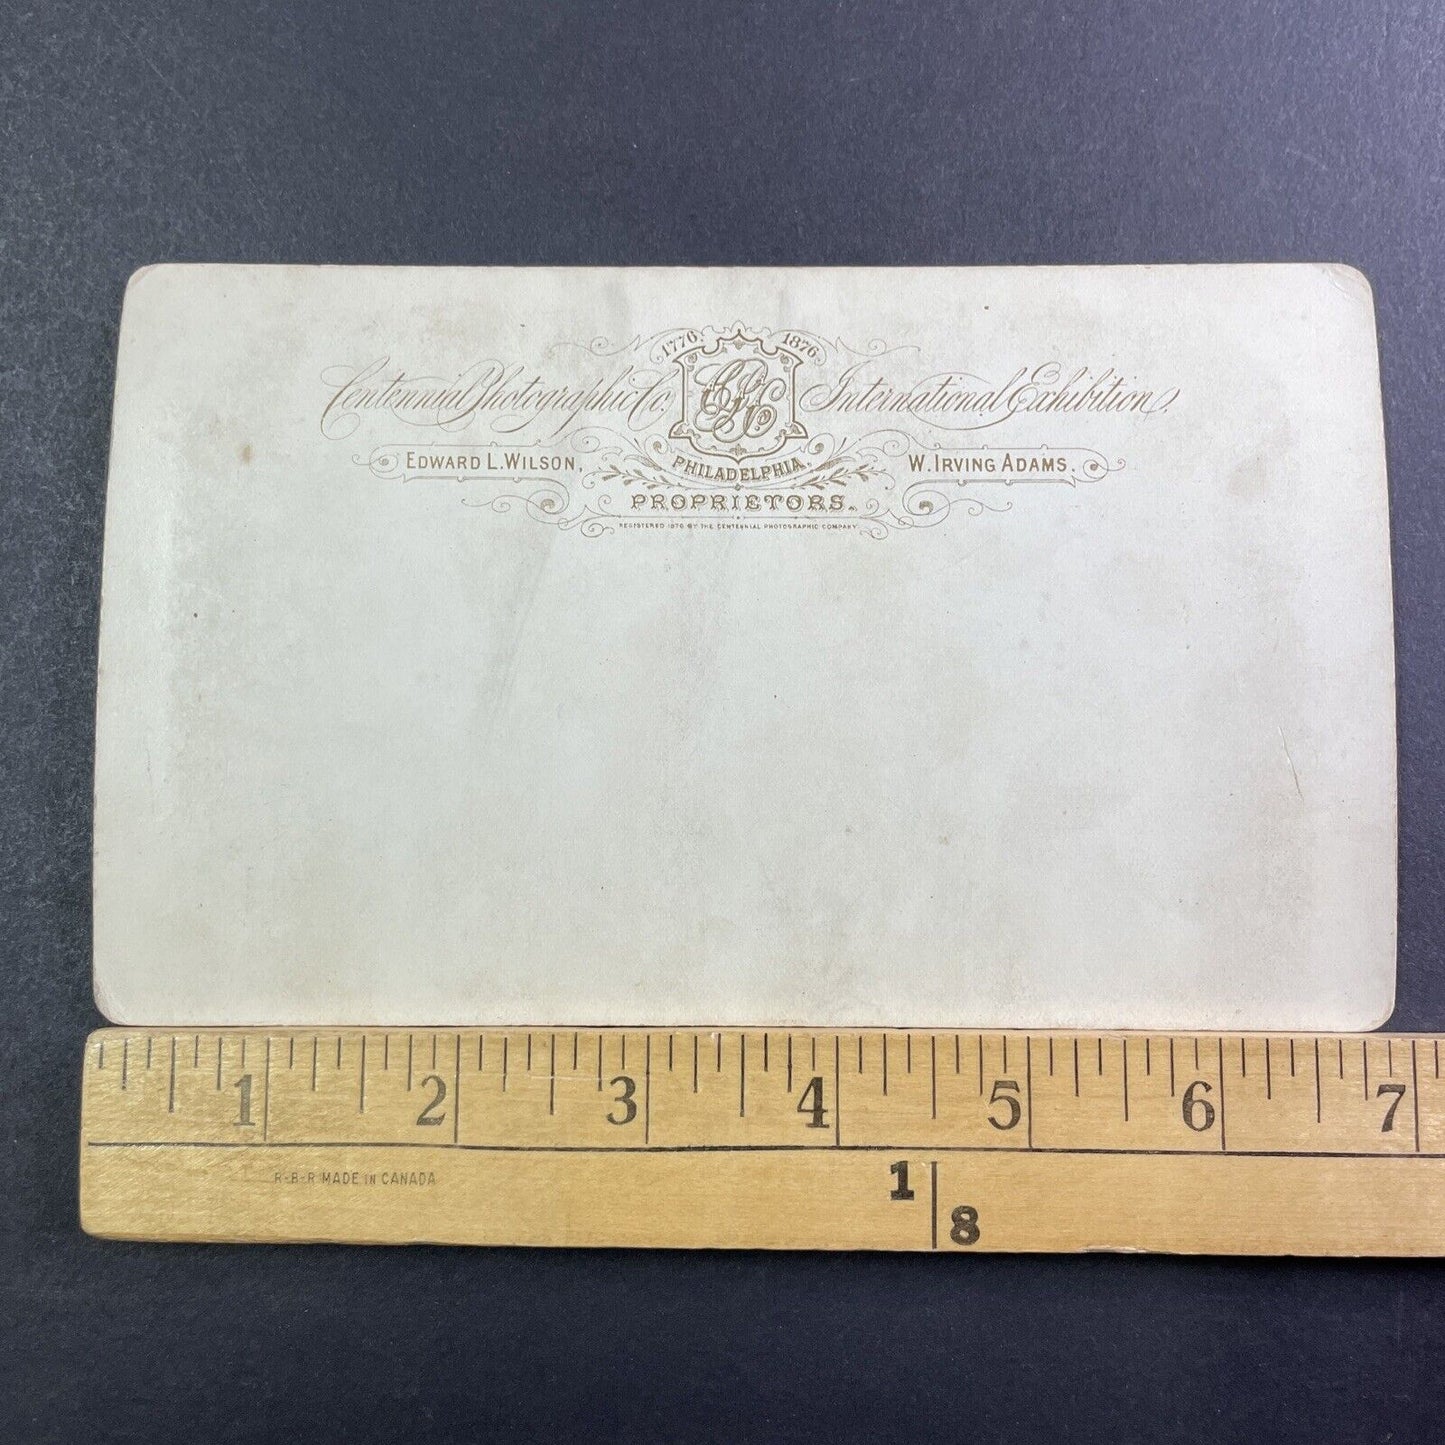 1776. 1876.
Centennial Photographic Co. CPC International Exhibition.
EDWARD L. WILSON, PHILADELPHIA. W. IRVING ADAMS.
PROPRIETORS.
REGISTERED 1876 BY THE CENTENNIAL PHOTOGRAPHIC COMPANY.
1 2 3 4 5 6 7
R-B-R MADE IN CANADA
1
8